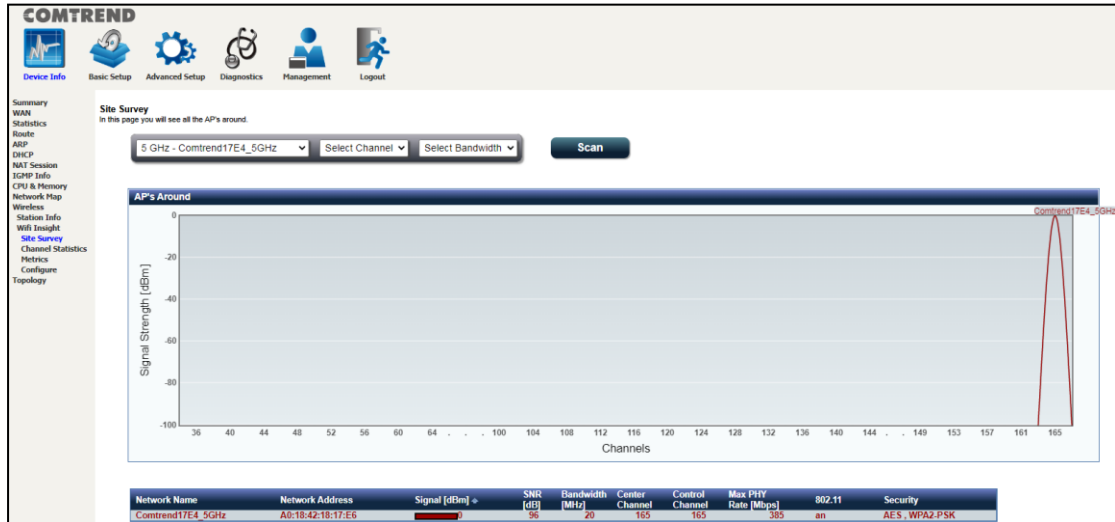 COMTREND
Device Info
Basic Setup
Advanced Setup
Diagnostics
Management
Logout
Summary
WAN
Statistics
Route
ARP
DHCP
NAT Session
IGMP Info
CPU & Memory
Network Map
Wireless
Station Info
Wifi Insight
Site Survey
Channel Statistics
Metrics
Configure
Topology
Site Survey
In this page you will see all the AP's around.
5 GHz - Comtrend17E4_5GHz Select Channel Select Bandwidth Scan
AP's Around
Comtrend17E4_5GHz
0
-20
-40
-60
-80
-100
Signal Strength [dBm]
36 40 44 48 52 56 60 64 . . . 100 104 108 112 116 120 124 128 132 136 140 144 . . 149 153 157 161 165
Channels
Network Name Network Address Signal [dBm] SNR [dB] Bandwidth [MHz] Center Channel Control Channel Max PHY Rate [Mbps] 802.11 Security
Comtrend17E4_5GHz A0:18:42:18:17:E6 0 96 20 165 165 385 an AES , WPA2-PSK